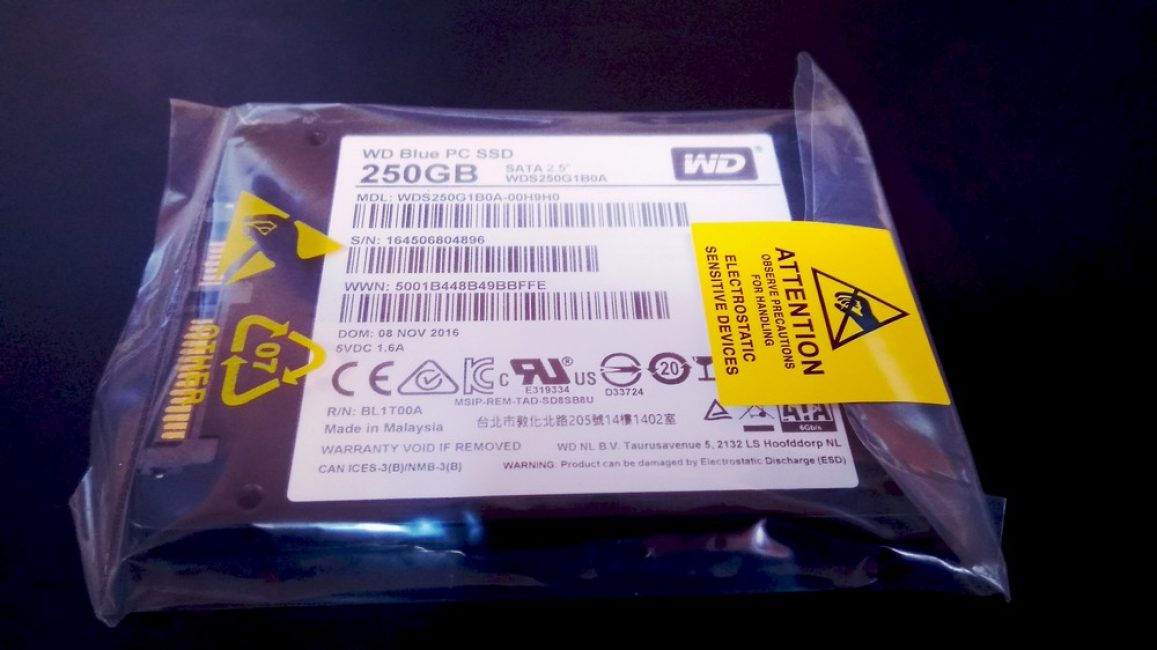 WD Blue PC SSD
250GB
SATA 2.5"
WDS250G1B0A
WD®
MDL: WDS250G1B0A-00H9H0
S/N: 164506804896
WWN: 5001B448B49BBFFE
DOM: 08 NOV 2016
5VDC 1.6A
CE
c UL® US
E319334
D33724
20
MSIP-REM-TAD-SD8SB8U
R/N: BL1T00A
台北市敦化北路205號14樓1402室
Made in Malaysia
SATA
6Gb/s
WARRANTY VOID IF REMOVED
WD NL B.V. Taurusavenue 5, 2132 LS Hoofddorp NL
CAN ICES-3(B)/NMB-3(B)
WARNING: Product can be damaged by Electrostatic Discharge (ESD)
ATTENTION
OBSERVE PRECAUTIONS
FOR HANDLING
ELECTROSTATIC
SENSITIVE DEVICES
07
OTHER